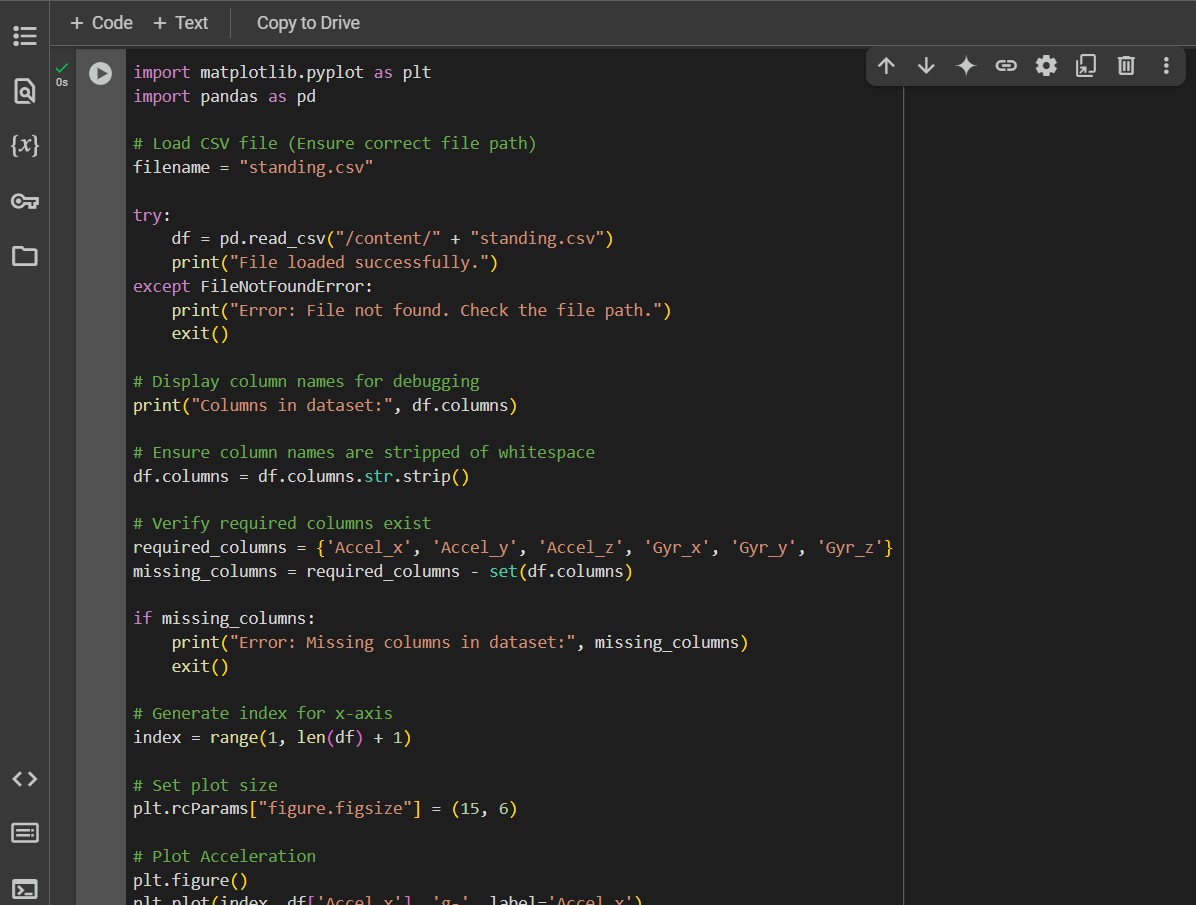 + Code + Text Copy to Drive
0s
{x}
import matplotlib.pyplot as plt
import pandas as pd
# Load CSV file (Ensure correct file path)
filename = "standing.csv"
try:
    df = pd.read_csv("/content/" + "standing.csv")
    print("File loaded successfully.")
except FileNotFoundError:
    print("Error: File not found. Check the file path.")
    exit()
# Display column names for debugging
print("Columns in dataset:", df.columns)
# Ensure column names are stripped of whitespace
df.columns = df.columns.str.strip()
# Verify required columns exist
required_columns = {'Accel_x', 'Accel_y', 'Accel_z', 'Gyr_x', 'Gyr_y', 'Gyr_z'}
missing_columns = required_columns - set(df.columns)
if missing_columns:
    print("Error: Missing columns in dataset:", missing_columns)
    exit()
# Generate index for x-axis
index = range(1, len(df) + 1)
# Set plot size
plt.rcParams["figure.figsize"] = (15, 6)
# Plot Acceleration
plt.figure()
plt.plot(index, df['Accel_x'], 'g-', label='Accel_x')